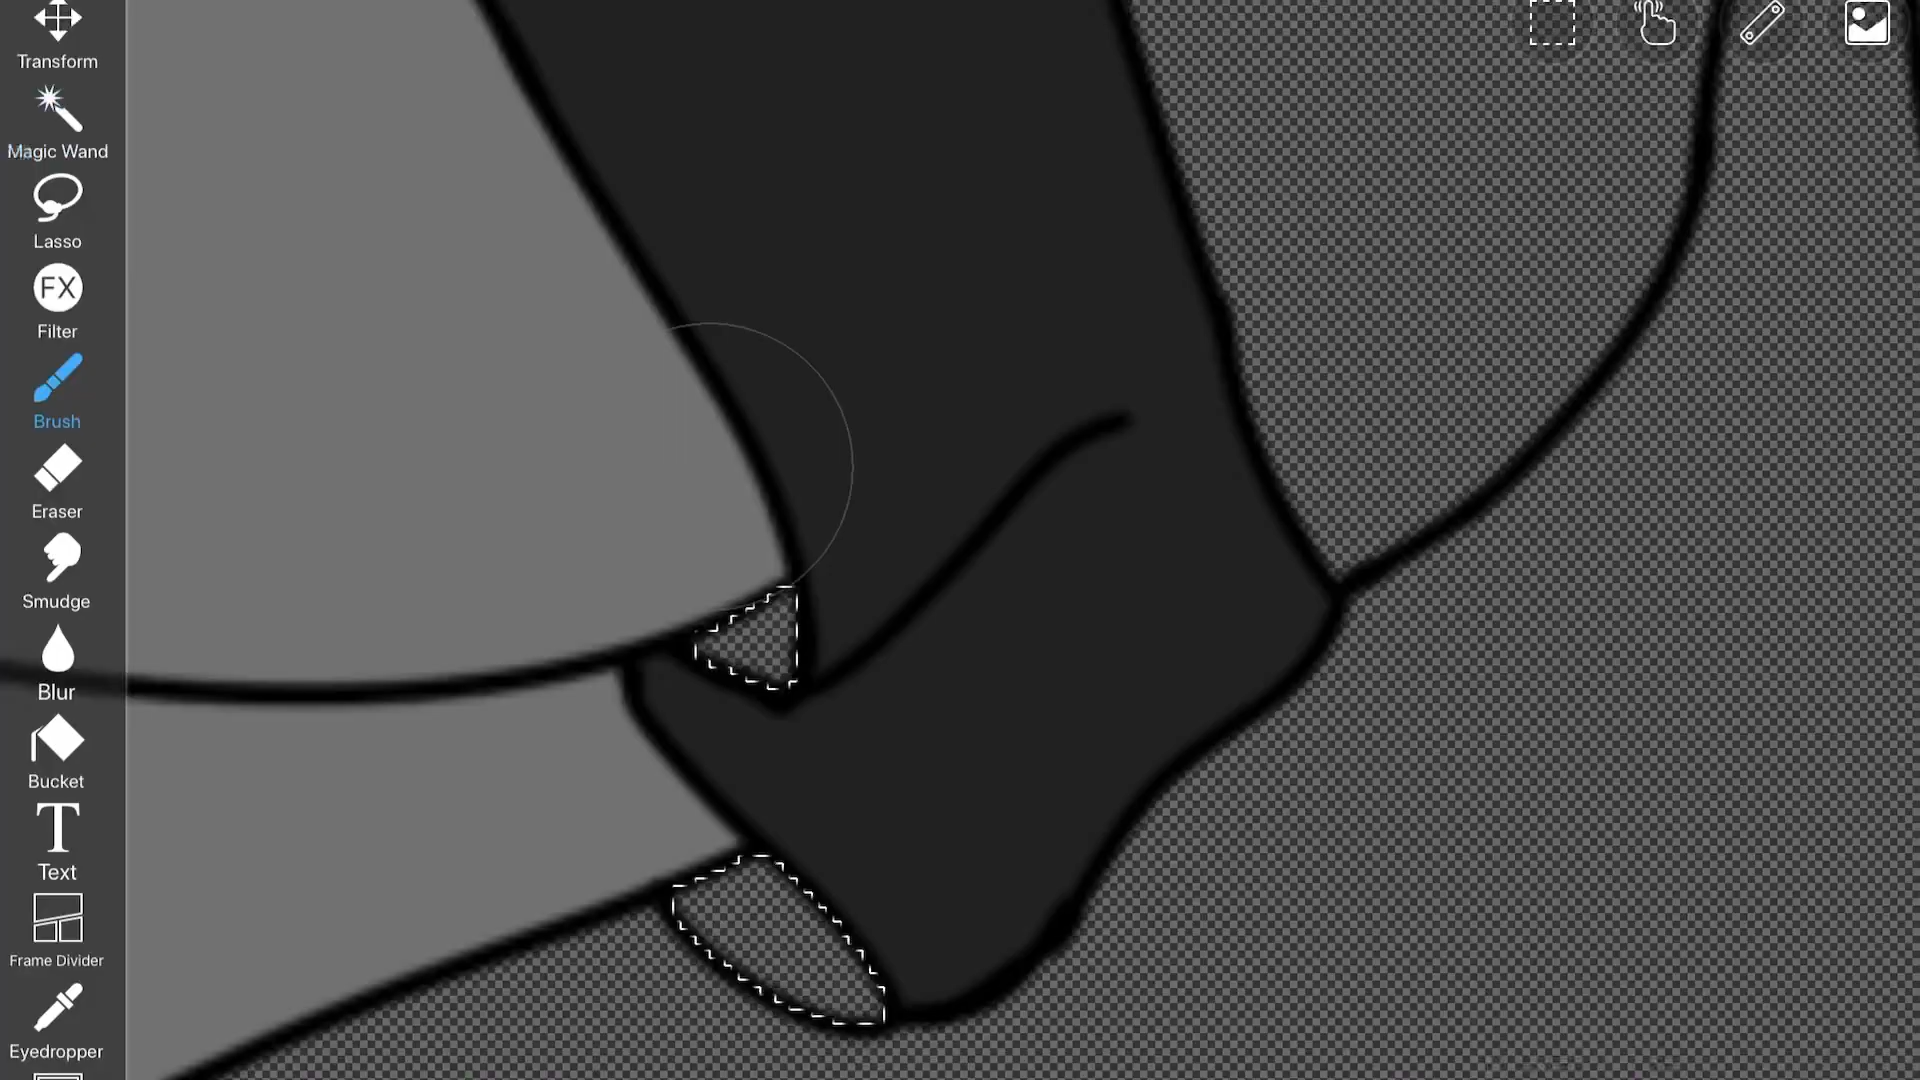 Transform
Magic Wand
Lasso
FX
Filter
Brush
Eraser
Smudge
Blur
Bucket
T
Text
Frame Divider
Eyedropper